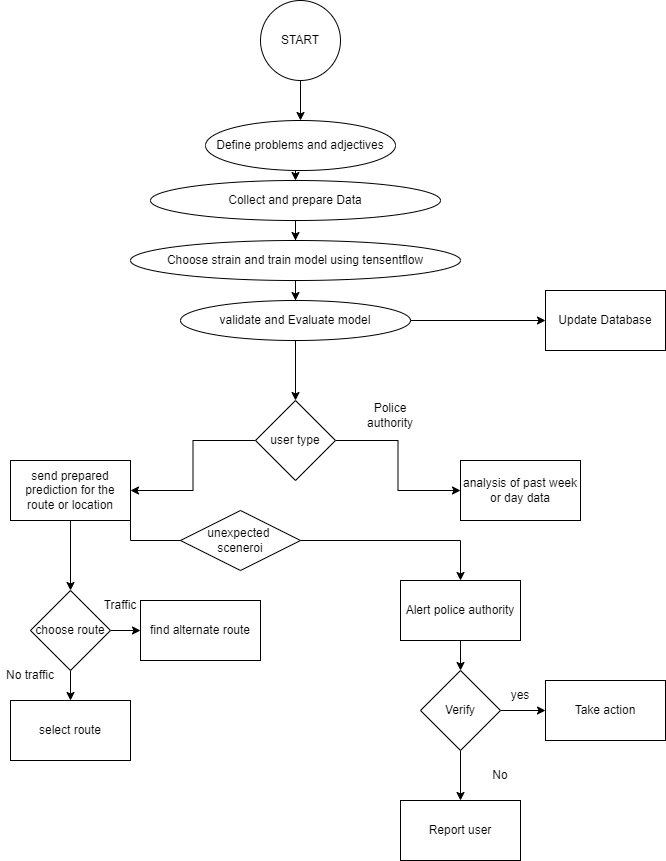 START
Define problems and adjectives
Collect and prepare Data
Choose strain and train model using tensentflow
validate and Evaluate model
Update Database
Police
authority
user type
send prepared
prediction for the
route or location
analysis of past week
or day data
unexpected
sceneroi
Alert police authority
Traffic
choose route
find alternate route
No traffic
select route
Verify
yes
Take action
No
Report user